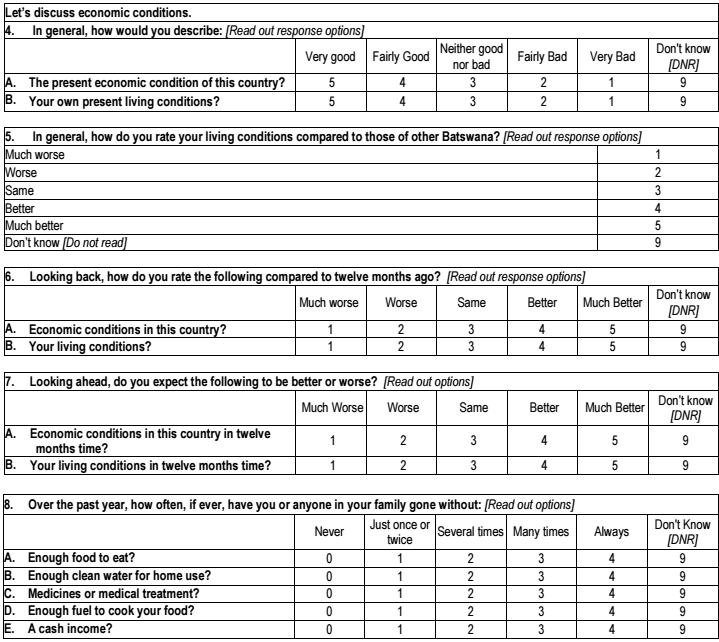 Let's discuss economic conditions.
4. In general, how would you describe: [Read out response options]
Very good Fairly Good Neither good nor bad Fairly Bad Very Bad Don't know [DNR]
A. The present economic condition of this country? 5 4 3 2 1 9
B. Your own present living conditions? 5 4 3 2 1 9
5. In general, how do you rate your living conditions compared to those of other Batswana? [Read out response options]
Much worse 1
Worse 2
Same 3
Better 4
Much better 5
Don't know [Do not read] 9
6. Looking back, how do you rate the following compared to twelve months ago? [Read out response options]
Much worse Worse Same Better Much Better Don't know [DNR]
A. Economic conditions in this country? 1 2 3 4 5 9
B. Your living conditions? 1 2 3 4 5 9
7. Looking ahead, do you expect the following to be better or worse? [Read out options]
Much Worse Worse Same Better Much Better Don't know [DNR]
A. Economic conditions in this country in twelve months time? 1 2 3 4 5 9
B. Your living conditions in twelve months time? 1 2 3 4 5 9
8. Over the past year, how often, if ever, have you or anyone in your family gone without: [Read out options]
Never Just once or twice Several times Many times Always Don't Know [DNR]
A. Enough food to eat? 0 1 2 3 4 9
B. Enough clean water for home use? 0 1 2 3 4 9
C. Medicines or medical treatment? 0 1 2 3 4 9
D. Enough fuel to cook your food? 0 1 2 3 4 9
E. A cash income? 0 1 2 3 4 9